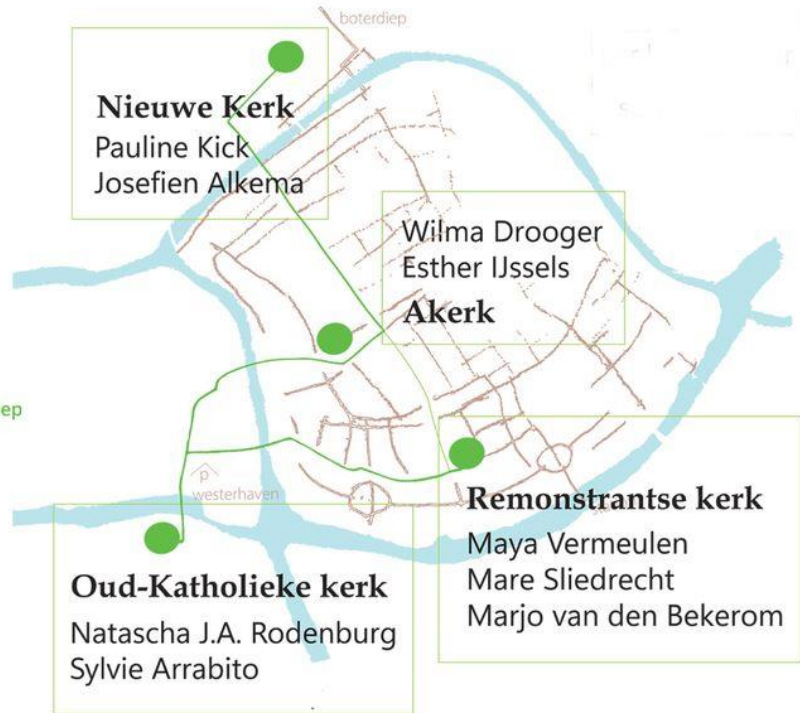 boterdiep
Nieuwe Kerk
Pauline Kick
Josefien Alkema
Wilma Drooger
Esther IJssels
Akerk
ep
p
westerhaven
Remonstrantse kerk
Maya Vermeulen
Mare Sliedrecht
Marjo van den Bekerom
Oud-Katholieke kerk
Natascha J.A. Rodenburg
Sylvie Arrabito